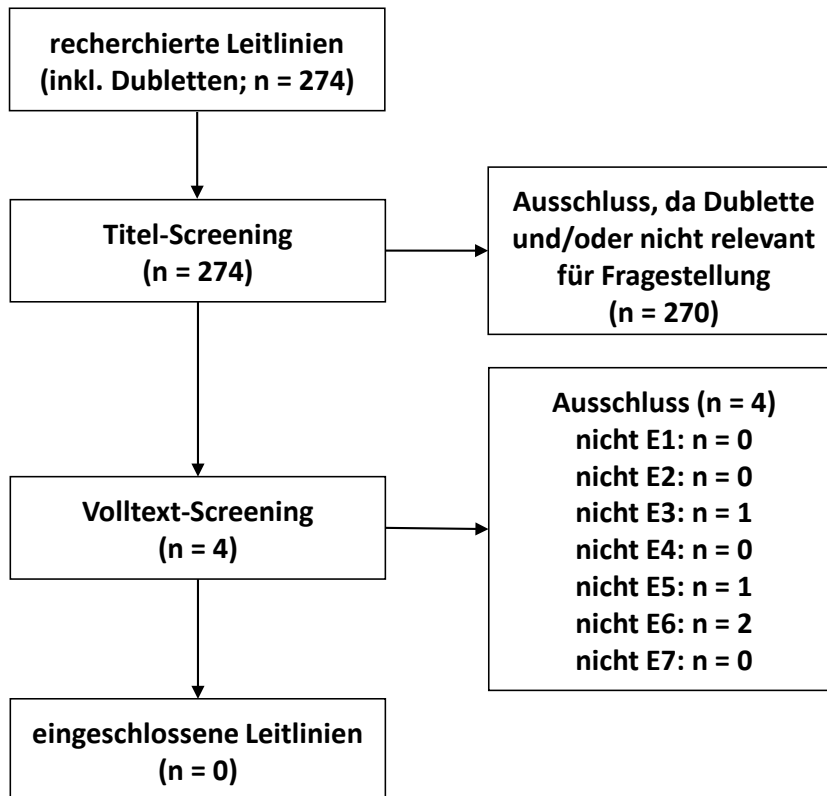 recherchierte Leitlinien
(inkl. Dubletten; n = 274)
Titel-Screening
(n = 274)
Ausschluss, da Dublette
und/oder nicht relevant
für Fragestellung
(n = 270)
Volltext-Screening
(n = 4)
Ausschluss (n = 4)
nicht E1: n = 0
nicht E2: n = 0
nicht E3: n = 1
nicht E4: n = 0
nicht E5: n = 1
nicht E6: n = 2
nicht E7: n = 0
eingeschlossene Leitlinien
(n = 0)